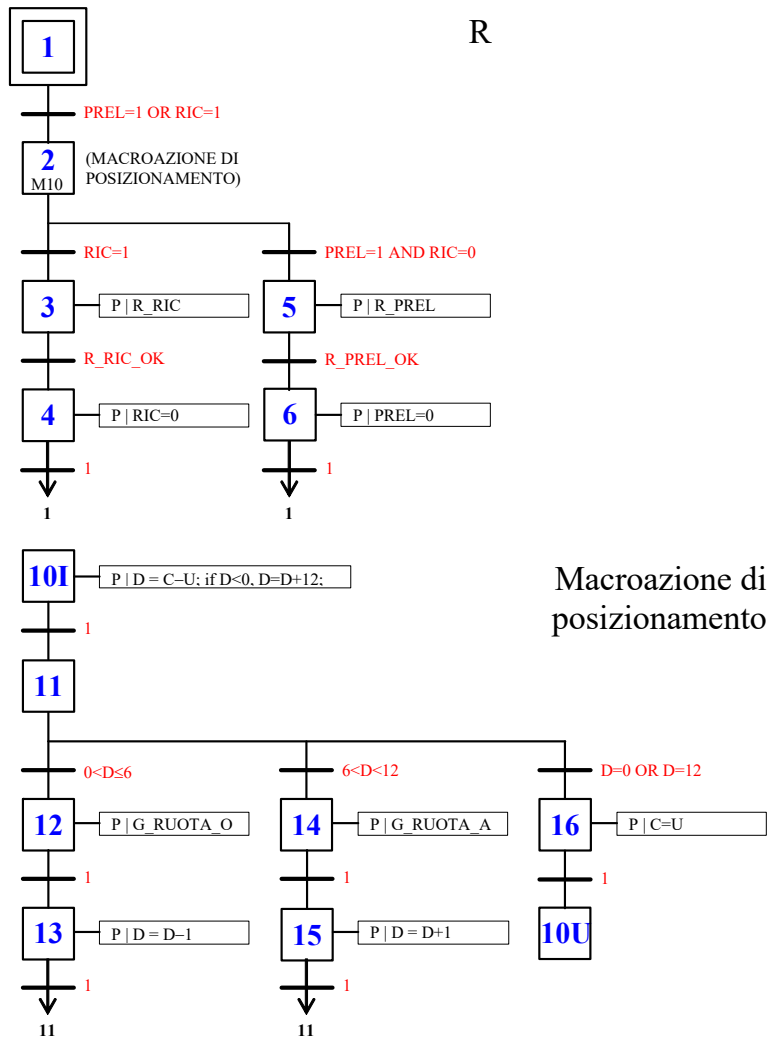 R
1
PREL=1 OR RIC=1
2
M10
(MACROAZIONE DI
POSIZIONAMENTO)
RIC=1
PREL=1 AND RIC=0
3
P | R_RIC
5
P | R_PREL
R_RIC_OK
R_PREL_OK
4
P | RIC=0
6
P | PREL=0
1
1
1
1
10I
P | D = C–U; if D<0, D=D+12;
Macroazione di
posizionamento
1
11
0<D≤6
6<D<12
D=0 OR D=12
12
P | G_RUOTA_O
14
P | G_RUOTA_A
16
P | C=U
1
1
1
13
P | D = D–1
15
P | D = D+1
10U
1
1
11
11